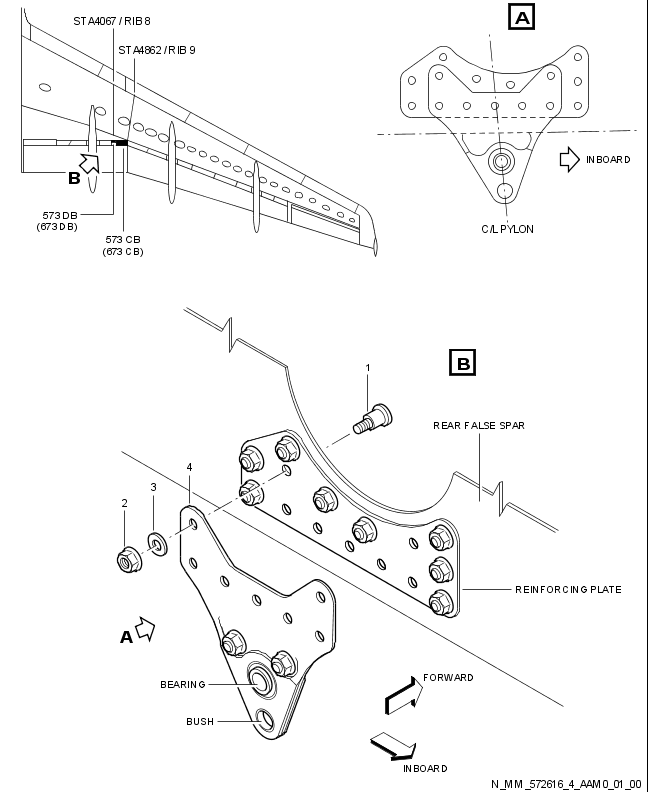 STA4067/RIB 8
STA4862/RIB 9
A
INBOARD
C/L PYLON
B
573 DB
(673 DB)
573 CB
(673 CB)
B
1
REAR FALSE SPAR
4
3
2
REINFORCING PLATE
A
BEARING
BUSH
FORWARD
INBOARD
N_MM_572616_4_AAM0_01_00